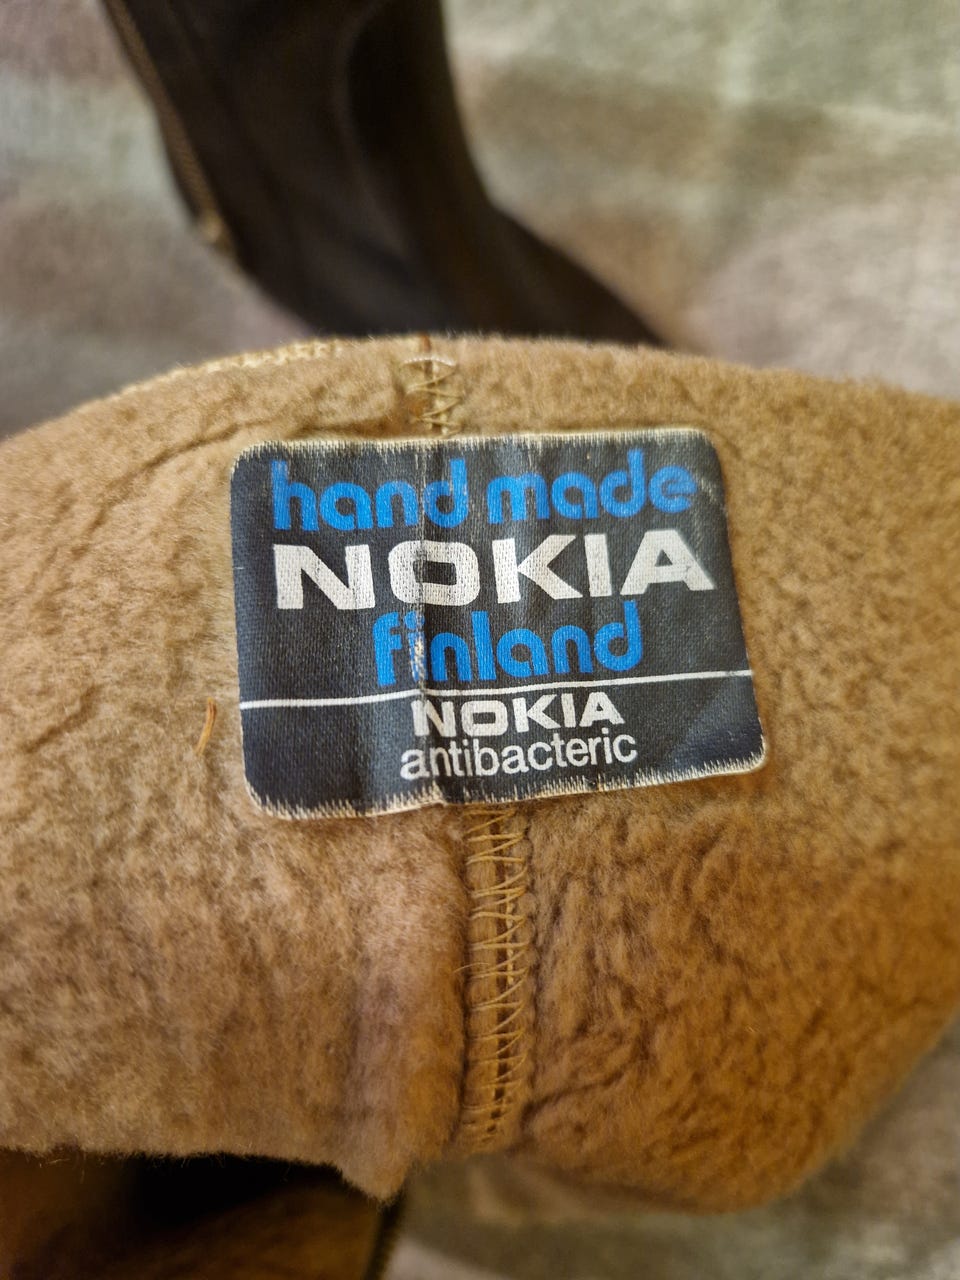 hand made
NOKIA
finland
NOKIA
antibacteric